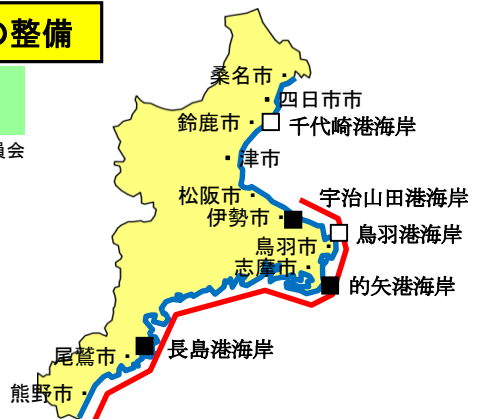 の整備
員会
桑名市
四日市市
鈴鹿市
千代崎港海岸
津市
松阪市
宇治山田港海岸
伊勢市
鳥羽港海岸
鳥羽市
志摩市
的矢港海岸
長島港海岸
尾鷲市
熊野市